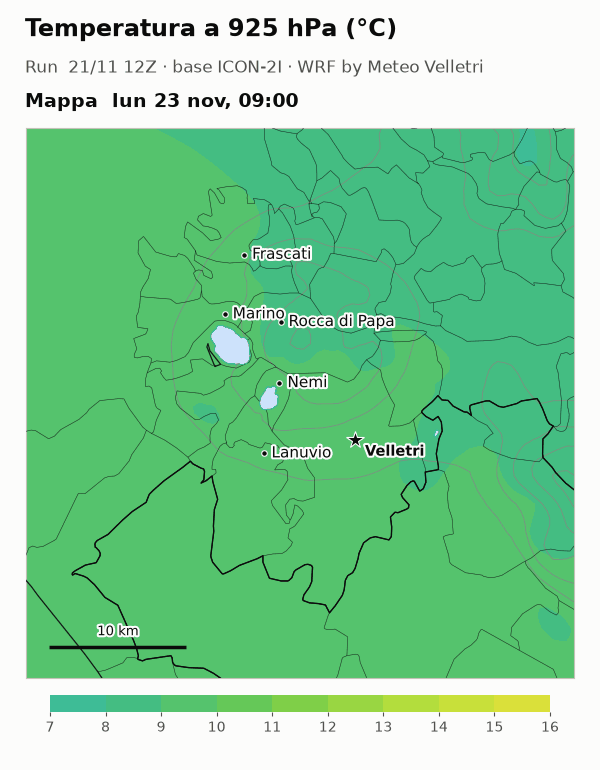 Temperatura a 925 hPa (°C)
Run  21/11 12Z · base ICON-2I · WRF by Meteo Velletri
Mappa  lun 23 nov, 09:00
Frascati
Marino
Rocca di Papa
Nemi
Velletri
Lanuvio
10 km
7 8 9 10 11 12 13 14 15 16